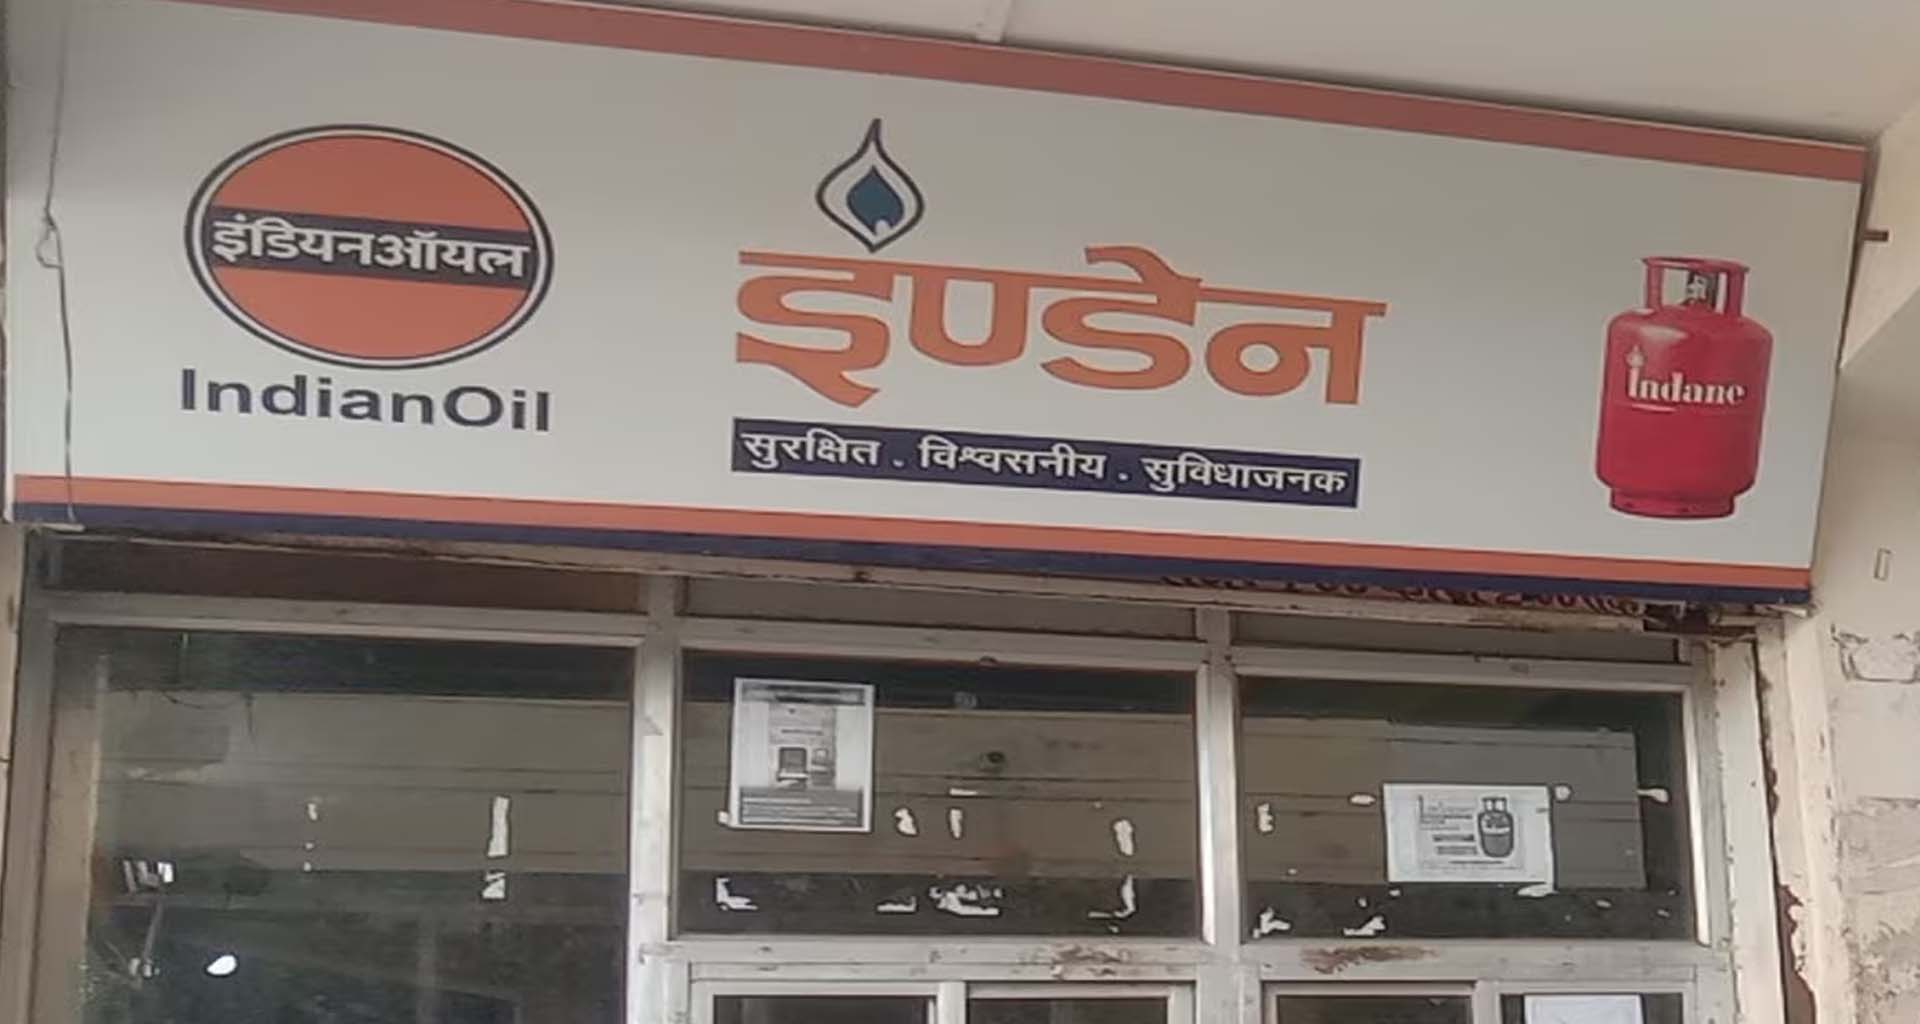 इंडियनऑयल
IndianOil
इण्डेन
सुरक्षित . विश्वसनीय . सुविधाजनक
Indane